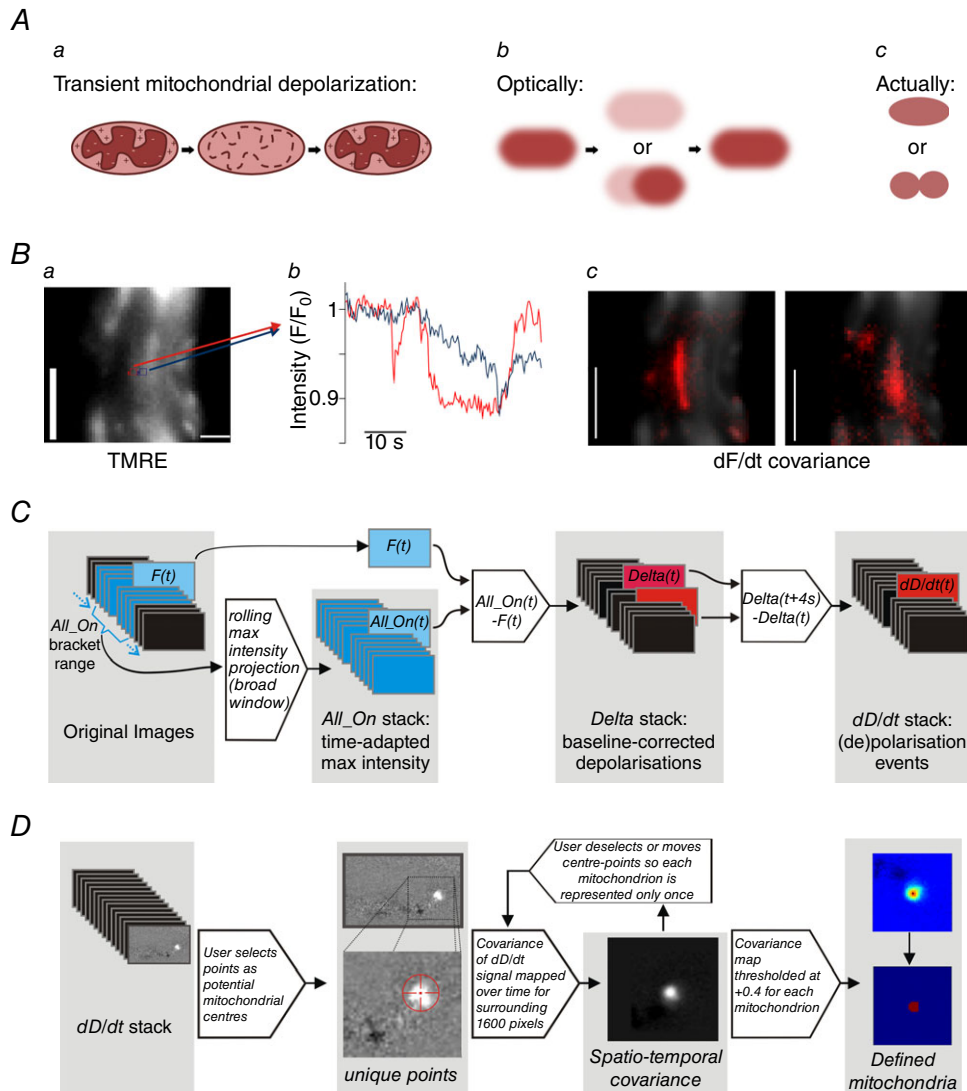 A
a
Transient mitochondrial depolarization:
b
Optically:
or
c
Actually:
or
B
a
TMRE
b
Intensity (F/F0)
1
0.9
10 s
c
dF/dt covariance
C
F(t)
All_On
bracket
range
Original Images
rolling
max
intensity
projection
(broad
window)
F(t)
All_On(t)
All_On stack:
time-adapted
max intensity
All_On(t)
-F(t)
Delta(t)
Delta stack:
baseline-corrected
depolarisations
Delta(t+4s)
-Delta(t)
dD/dt(t)
dD/dt stack:
(de)polarisation
events
D
dD/dt stack
User selects
points as
potential
mitochondrial
centres
unique points
User deselects or moves
centre-points so each
mitochondrion is
represented only once
Covariance
of dD/dt
signal mapped
over time for
surrounding
1600 pixels
Spatio-temporal
covariance
Covariance
map
thresholded at
+0.4 for each
mitochondrion
Defined
mitochondria